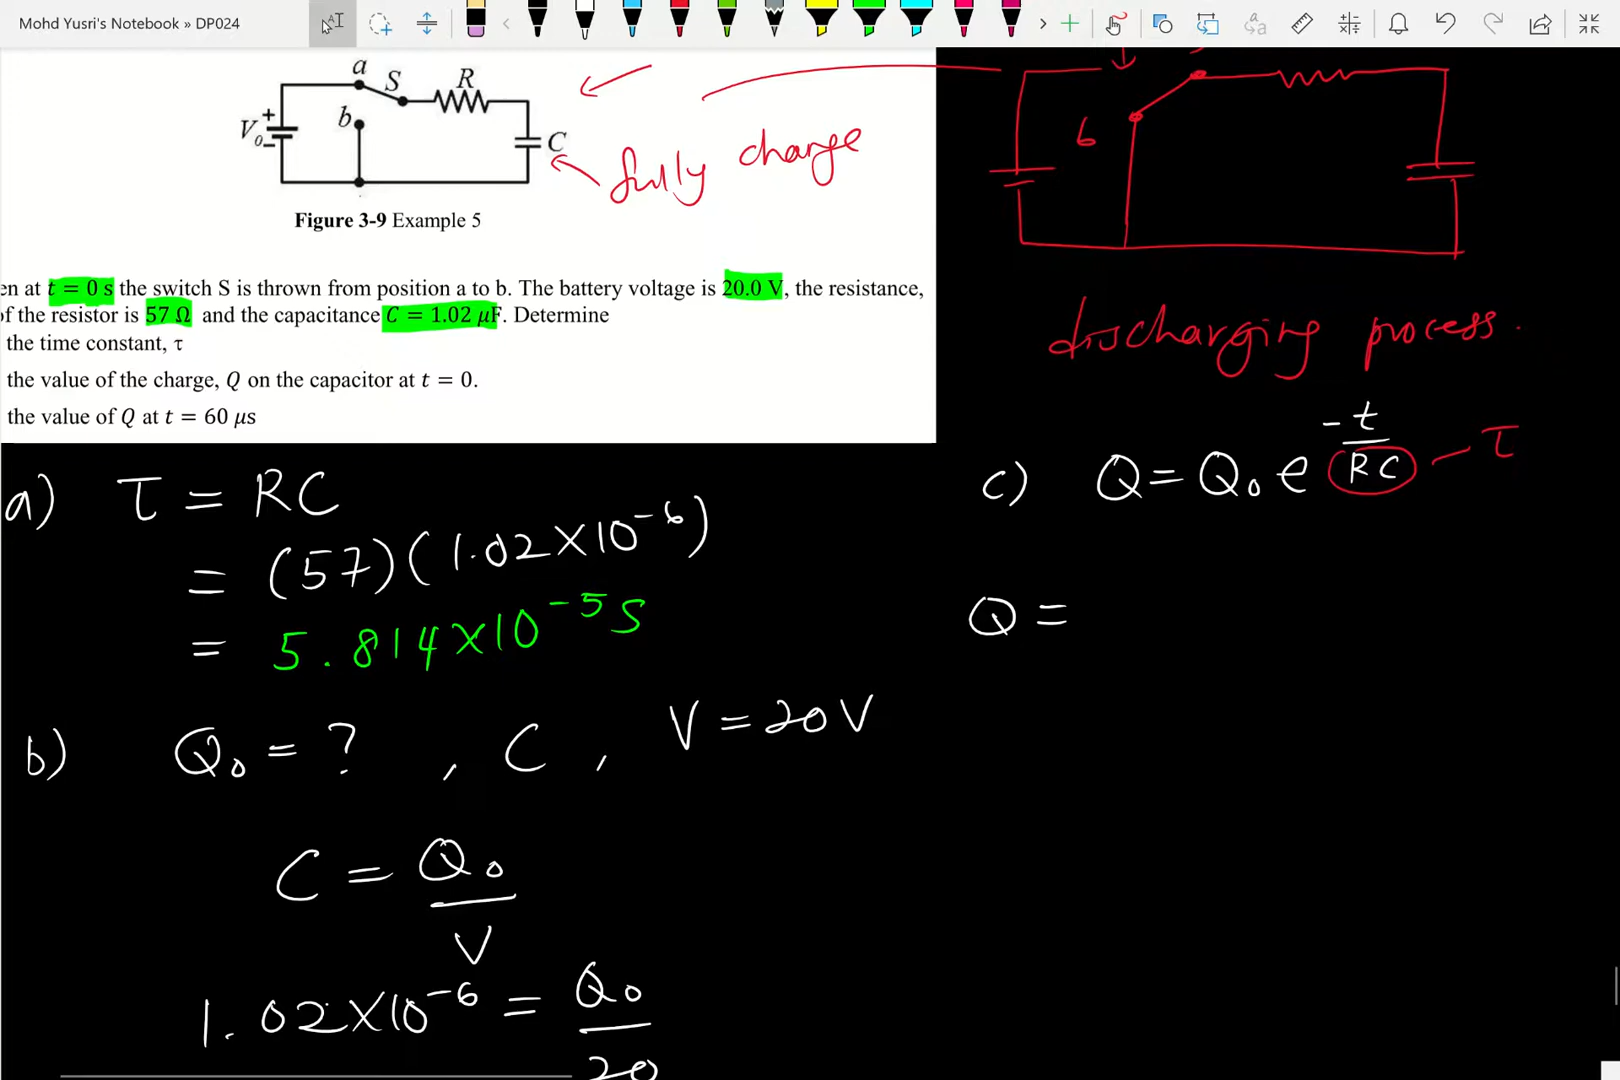 Mohd Yusri's Notebook » DP024
a
S
R
b
V₀
+
−
C
fully charge
Figure 3-9 Example 5
en at t = 0 s the switch S is thrown from position a to b. The battery voltage is 20.0 V, the resistance,
of the resistor is 57 Ω and the capacitance C = 1.02 μF. Determine
the time constant, τ
the value of the charge, Q on the capacitor at t = 0.
the value of Q at t = 60 μs
b
discharging process.
a) τ = RC
= (57)(1.02×10⁻⁶)
= 5.814×10⁻⁵ s
b) Q₀ = ? , C , V = 20V
C = Q₀/V
1.02×10⁻⁶ = Q₀/20
c) Q = Q₀ e^(-t/RC) – τ
Q =